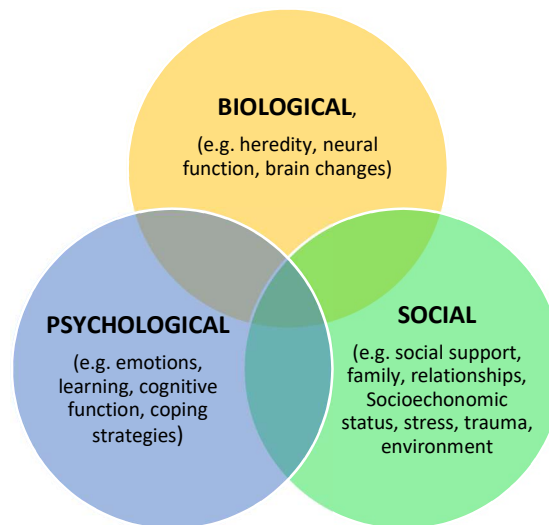 BIOLOGICAL,
(e.g. heredity, neural
function, brain changes)
PSYCHOLOGICAL
(e.g. emotions,
learning, cognitive
function, coping
strategies)
SOCIAL
(e.g. social support,
family, relationships,
Socioechonomic
status, stress, trauma,
environment